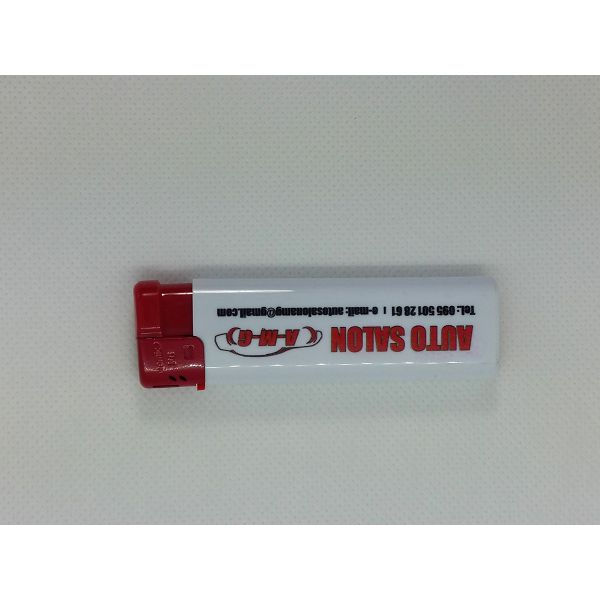 AUTO SALON A-M-G
Tel.: 095 501 28 61 | e-mail: autosalonamg@gmail.com